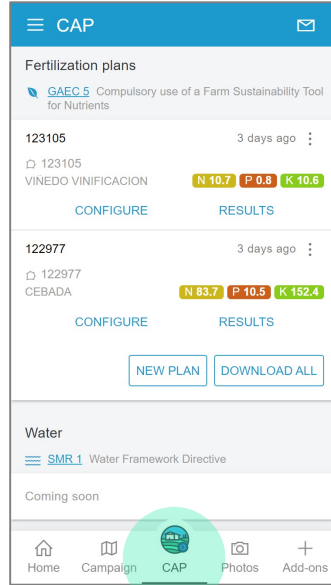 CAP
Fertilization plans
GAEC 5 Compulsory use of a Farm Sustainability Tool
for Nutrients
123105 3 days ago
123105
VIÑEDO VINIFICACION N 10.7 P 0.8 K 10.6
CONFIGURE RESULTS
122977 3 days ago
122977
CEBADA N 83.7 P 10.5 K 152.4
CONFIGURE RESULTS
NEW PLAN DOWNLOAD ALL
Water
SMR 1 Water Framework Directive
Coming soon
Home Campaign CAP Photos Add-ons